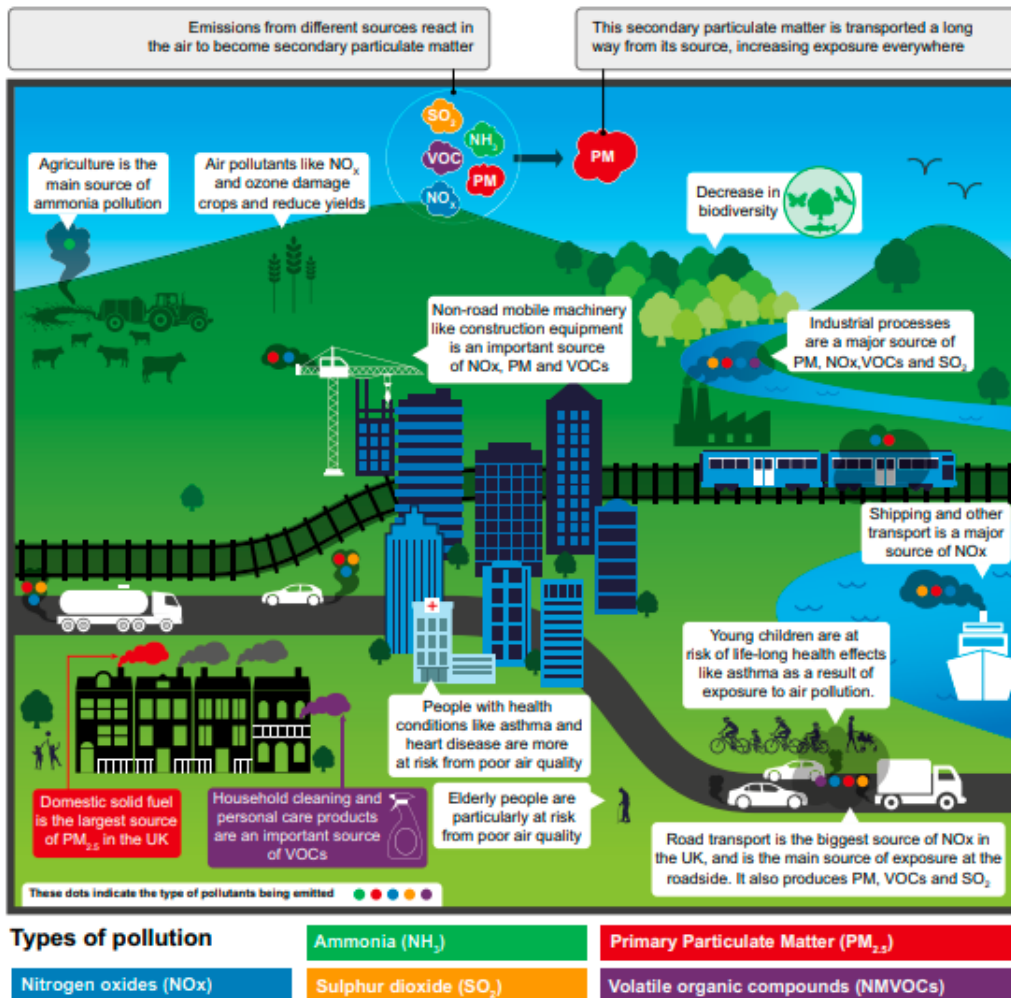 Emissions from different sources react in
the air to become secondary particulate matter
This secondary particulate matter is transported a long
way from its source, increasing exposure everywhere
SO₂
NH₃
VOC
PM
NOₓ
PM
Agriculture is the
main source of
ammonia pollution
Air pollutants like NOₓ
and ozone damage
crops and reduce yields
Decrease in
biodiversity
Non-road mobile machinery
like construction equipment
is an important source
of NOx, PM and VOCs
Industrial processes
are a major source of
PM, NOx,VOCs and SO₂
Shipping and other
transport is a major
source of NOx
Young children are at
risk of life-long health effects
like asthma as a result of
exposure to air pollution.
People with health
conditions like asthma and
heart disease are more
at risk from poor air quality
Domestic solid fuel
is the largest source
of PM₂.₅ in the UK
Household cleaning and
personal care products
are an important source
of VOCs
Elderly people are
particularly at risk
from poor air quality
Road transport is the biggest source of NOx in
the UK, and is the main source of exposure at the
roadside. It also produces PM, VOCs and SO₂
These dots indicate the type of pollutants being emitted
Types of pollution
Ammonia (NH₃)
Primary Particulate Matter (PM₂.₅)
Nitrogen oxides (NOx)
Sulphur dioxide (SO₂)
Volatile organic compounds (NMVOCs)